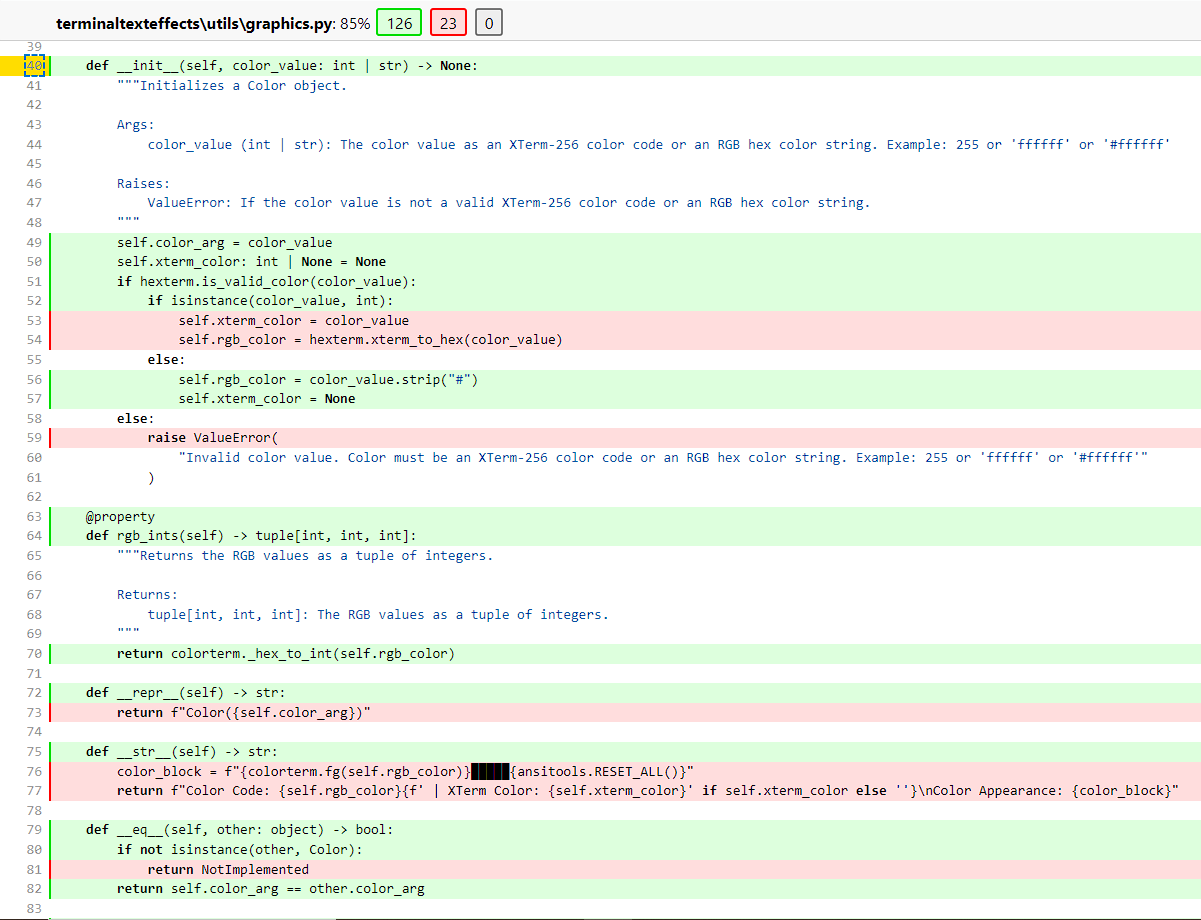 terminaltexteffects\utils\graphics.py: 85% 126 23 0
39
40 def __init__(self, color_value: int | str) -> None:
41 """Initializes a Color object.
42
43 Args:
44 color_value (int | str): The color value as an XTerm-256 color code or an RGB hex color string. Example: 255 or 'ffffff' or '#ffffff'
45
46 Raises:
47 ValueError: If the color value is not a valid XTerm-256 color code or an RGB hex color string.
48 """
49 self.color_arg = color_value
50 self.xterm_color: int | None = None
51 if hexterm.is_valid_color(color_value):
52 if isinstance(color_value, int):
53 self.xterm_color = color_value
54 self.rgb_color = hexterm.xterm_to_hex(color_value)
55 else:
56 self.rgb_color = color_value.strip("#")
57 self.xterm_color = None
58 else:
59 raise ValueError(
60 "Invalid color value. Color must be an XTerm-256 color code or an RGB hex color string. Example: 255 or 'ffffff' or '#ffffff'"
61 )
62
63 @property
64 def rgb_ints(self) -> tuple[int, int, int]:
65 """Returns the RGB values as a tuple of integers.
66
67 Returns:
68 tuple[int, int, int]: The RGB values as a tuple of integers.
69 """
70 return colorterm._hex_to_int(self.rgb_color)
71
72 def __repr__(self) -> str:
73 return f"Color({self.color_arg})"
74
75 def __str__(self) -> str:
76 color_block = f"{colorterm.fg(self.rgb_color)}█████{ansitools.RESET_ALL()}"
77 return f"Color Code: {self.rgb_color}{f' | XTerm Color: {self.xterm_color}' if self.xterm_color else ''}\nColor Appearance: {color_block}"
78
79 def __eq__(self, other: object) -> bool:
80 if not isinstance(other, Color):
81 return NotImplemented
82 return self.color_arg == other.color_arg
83